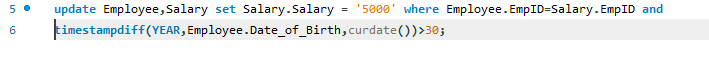 5 update Employee,Salary set Salary.Salary = '5000' where Employee.EmpID=Salary.EmpID and
6 timestampdiff(YEAR,Employee.Date_of_Birth,curdate())>30;